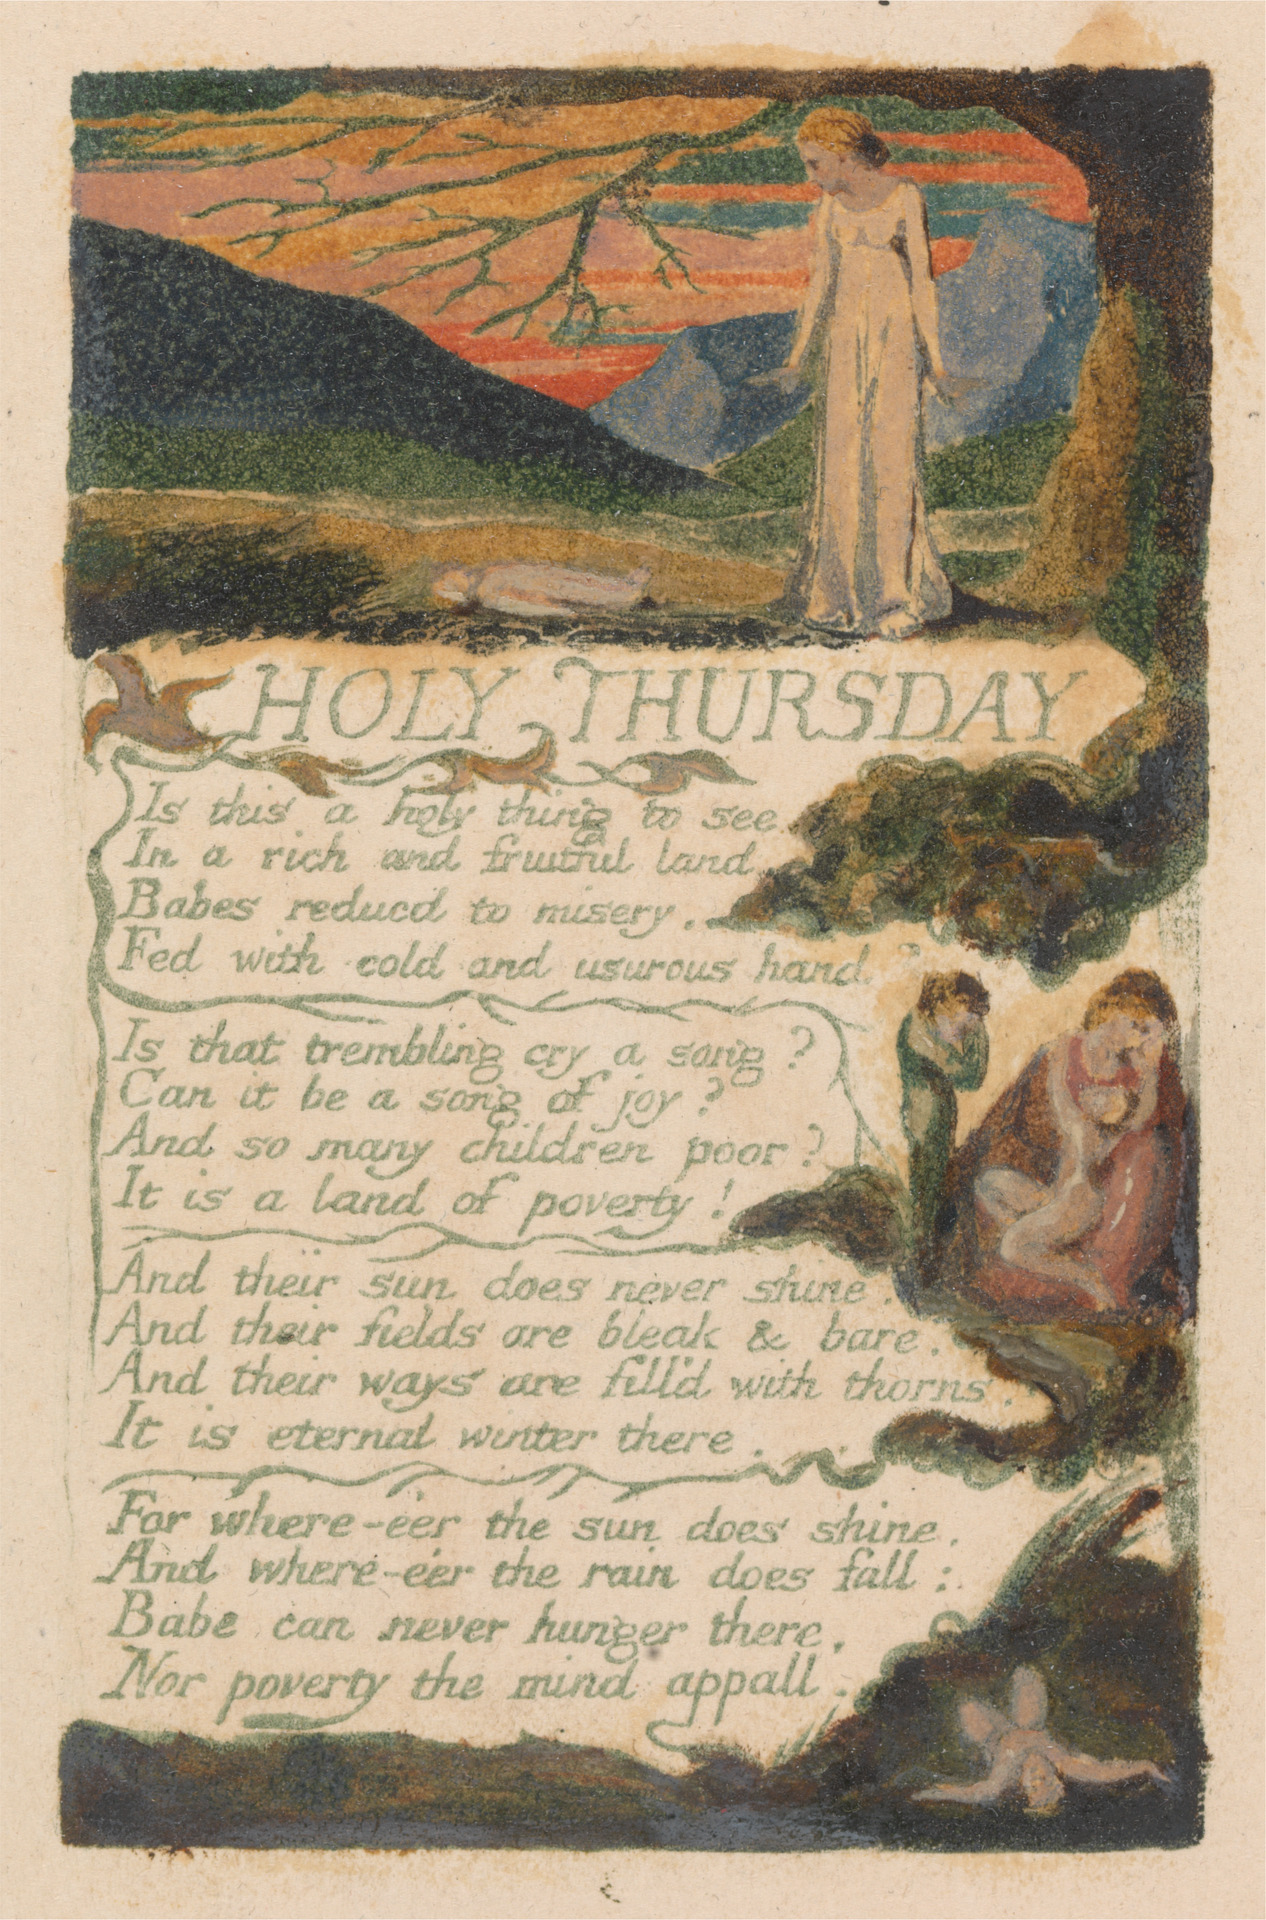 HOLY THURSDAY
Is this a holy thing to see.
In a rich and fruitful land.
Babes reducd to misery.
Fed with cold and usurous hand?
Is that trembling cry a song?
Can it be a song of joy?
And so many children poor?
It is a land of poverty!
And their sun does never shine.
And their fields are bleak & bare.
And their ways are fill'd with thorns.
It is eternal winter there.
For where-e'er the sun does shine.
And where-e'er the rain does fall:
Babe can never hunger there,
Nor poverty the mind appall.